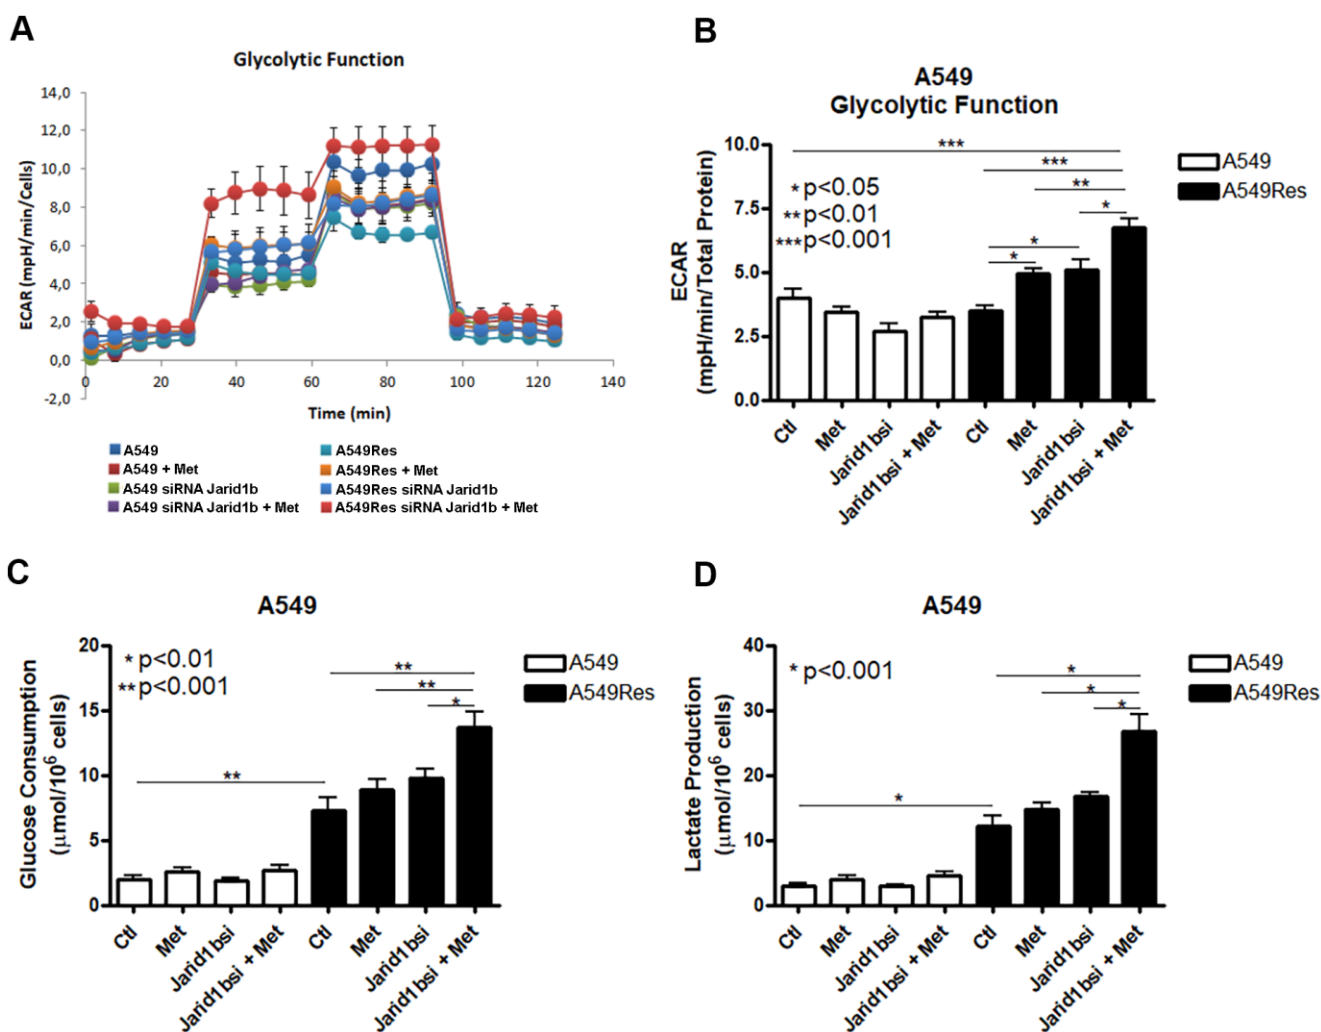 A
Glycolytic Function
ECAR (mpH/min/Cells)
14,0
12,0
10,0
8,0
6,0
4,0
2,0
0,0
-2,0
0
20
40
60
80
100
120
140
Time (min)
A549
A549 + Met
A549 siRNA Jarid1b
A549 siRNA Jarid1b + Met
A549Res
A549Res + Met
A549Res siRNA Jarid1b
A549Res siRNA Jarid1b + Met
B
A549
Glycolytic Function
ECAR
(mpH/min/Total Protein)
10.0
7.5
5.0
2.5
0.0
* p<0.05
** p<0.01
*** p<0.001
***
***
**
*
*
*
A549
A549Res
Ctl
Met
Jarid1bsi
Jarid1bsi + Met
Ctl
Met
Jarid1bsi
Jarid1bsi + Met
C
A549
Glucose Consumption
(µmol/10⁶ cells)
20
15
10
5
0
* p<0.01
** p<0.001
**
**
*
**
A549
A549Res
Ctl
Met
Jarid1bsi
Jarid1bsi + Met
Ctl
Met
Jarid1bsi
Jarid1bsi + Met
D
A549
Lactate Production
(µmol/10⁶ cells)
40
30
20
10
0
* p<0.001
*
*
*
*
A549
A549Res
Ctl
Met
Jarid1bsi
Jarid1bsi + Met
Ctl
Met
Jarid1bsi
Jarid1bsi + Met